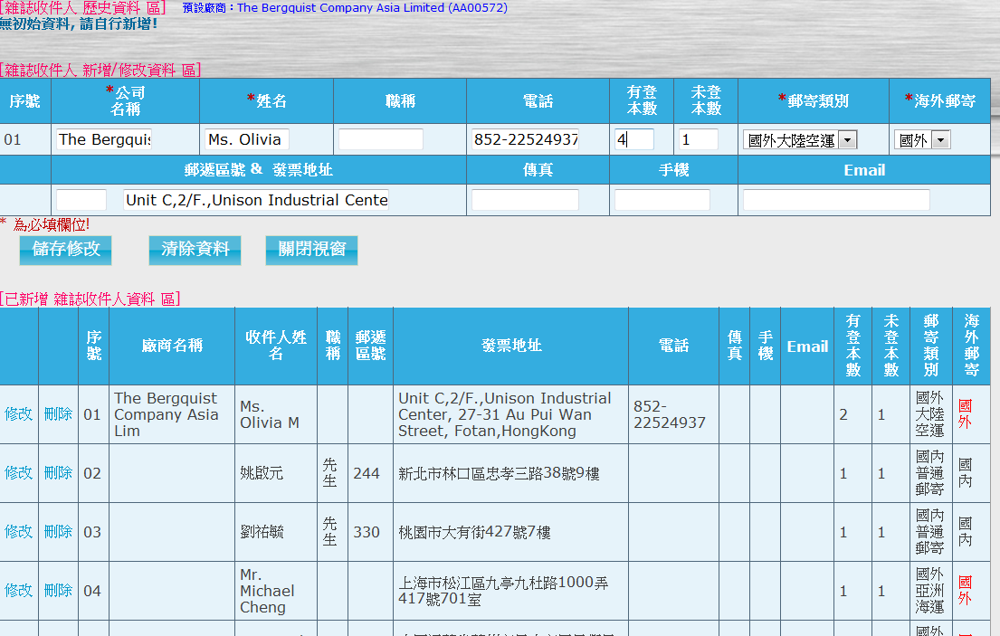 [雜誌收件人 歷史資料 區] 預設廠商：The Bergquist Company Asia Limited (AA00572)
無初始資料, 請自行新增!
[雜誌收件人 新增/修改資料 區]
序號 *公司名稱 *姓名 職稱 電話 有登本數 未登本數 *郵寄類別 *海外郵寄
01 The Bergquis Ms. Olivia 852-22524937 4 1 國外大陸空運 國外
郵遞區號 & 發票地址 傳真 手機 Email
Unit C,2/F.,Unison Industrial Cente
* 為必填欄位!
儲存修改 清除資料 關閉視窗
[已新增 雜誌收件人資料 區]
序號 廠商名稱 收件人姓名 職稱 郵遞區號 發票地址 電話 傳真 手機 Email 有登本數 未登本數 郵寄類別 海外郵寄
修改 刪除 01 The Bergquist Company Asia Lim Ms. Olivia M Unit C,2/F.,Unison Industrial Center, 27-31 Au Pui Wan Street, Fotan,HongKong 852-22524937 2 1 國外大陸空運 國外
修改 刪除 02 姚啟元 先生 244 新北市林口區忠孝三路38號9樓 1 1 國內普通郵寄 國內
修改 刪除 03 劉祐毓 先生 330 桃園市大有街427號7樓 1 1 國內普通郵寄 國內
修改 刪除 04 Mr. Michael Cheng 上海市松江區九亭九杜路1000弄417號701室 1 1 國外亞洲海運 國外
國外